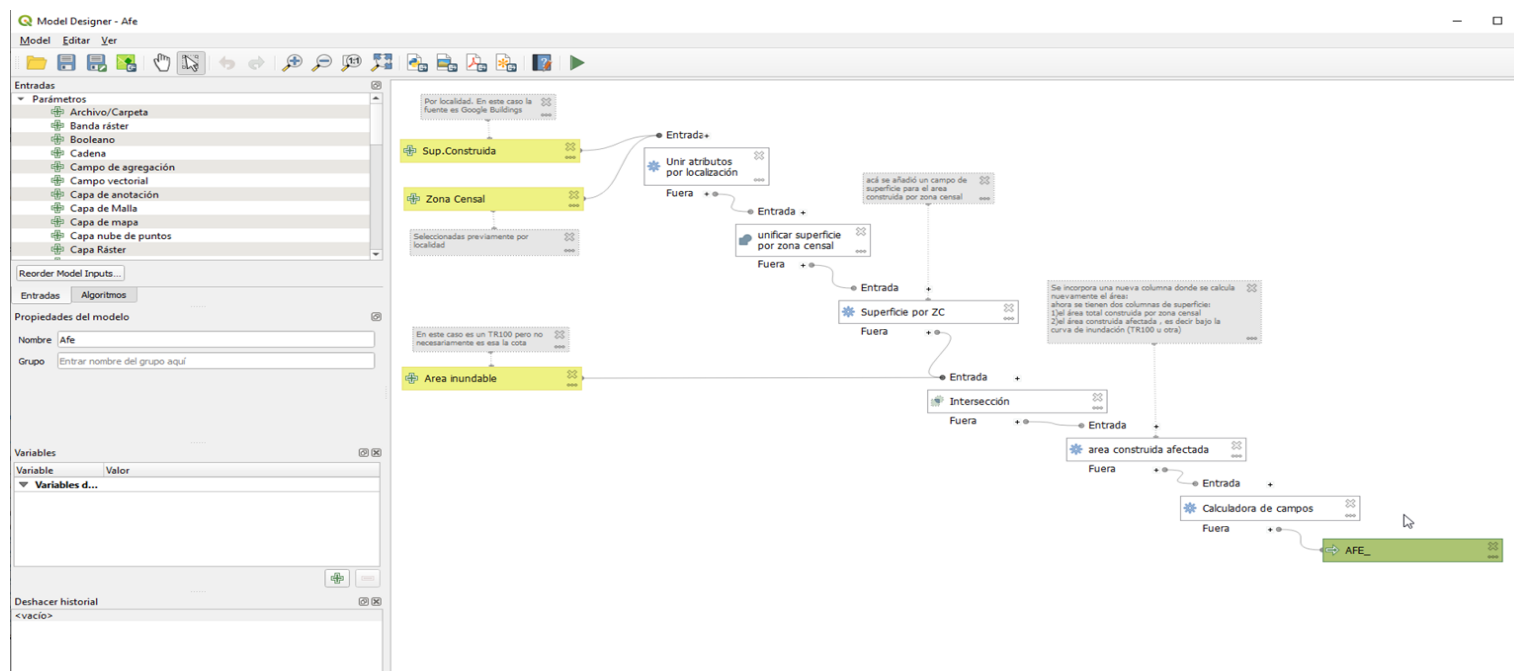 Model Designer - Afe
Model Editar Ver
Entradas
Parámetros
Archivo/Carpeta
Banda ráster
Booleano
Cadena
Campo de agregación
Campo vectorial
Capa de anotación
Capa de Malla
Capa de mapa
Capa nube de puntos
Capa Ráster
Reorder Model Inputs...
Entradas Algoritmos
Propiedades del modelo
Nombre Afe
Grupo Entrar nombre del grupo aquí
Variables
Variable Valor
Variables d...
Deshacer historial
<vacío>
Por localidad. En este caso la
fuente es Google Buildings
Sup.Construida
Zona Censal
Seleccionadas previamente por
localidad
En este caso es un TR100 pero no
necesariamente es esa la cota
Area inundable
Entrada+
Unir atributos
por localización
Fuera +
Entrada +
unificar superficie
por zona censal
Fuera +
acá se añadió un campo de
superficie para el area
construida por zona censal
Entrada +
Superficie por ZC
Fuera +
Entrada +
Intersección
Fuera +
Se incorpora una nueva columna donde se calcula
nuevamente el área:
ahora se tienen dos columnas de superficie:
1)el área total construida por zona censal
2)el área construida afectada , es decir bajo la
curva de inundación (TR100 u otra)
Entrada +
area construida afectada
Fuera +
Entrada +
Calculadora de campos
Fuera +
AFE_